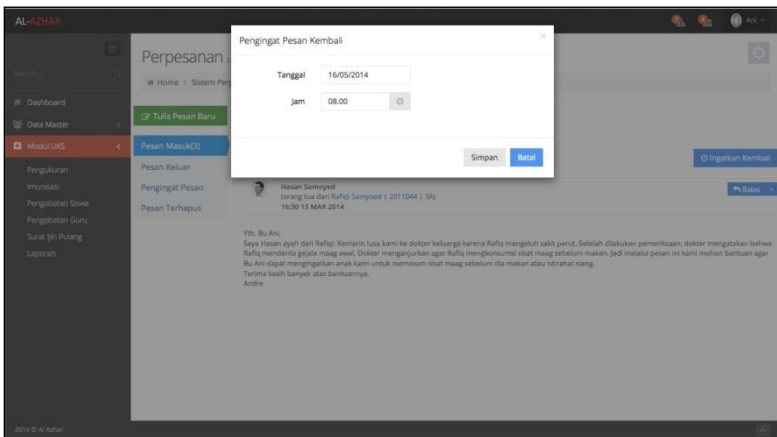 AL-AZHAR
Ani
Search...
Dashboard
Data Master
Modul UKS
Pengukuran
Imunisasi
Pengobatan Siswa
Pengobatan Guru
Surat Ijin Pulang
Laporan
2014 © Al Azhar.
Perpesanan
Home > Sistem Per
Tulis Pesan Baru
Pesan Masuk(3)
Pesan Keluar
Pengingat Pesan
Pesan Terhapus
Pengingat Pesan Kembali
×
Tanggal 16/05/2014
Jam 08.00
Simpan Batal
Ingatkan Kembali
Balas
Hasan Samoyed
(orang tua dari Rafiqi Samyoed | 2011044 | 3A)
16:30 15 MAR 2014
Yth. Bu Ani,
Saya Hasan ayah dari Rafiqi. Kemarin lusa kami ke dokter keluarga karena Rafiq mengeluh sakit perut. Setelah dilakukan pemeriksaan, dokter mengatakan bahwa
Rafiq menderita gejala maag awal. Dokter menganjurkan agar Rafiq mengkonsumsi obat maag sebelum makan. Jadi melalui pesan ini kami mohon bantuan agar
Bu Ani dapat mengingatkan anak kami untuk meminum obat maag sebelum dia makan atau istirahat siang.
Terima kasih banyak atas bantuannya.
Andre